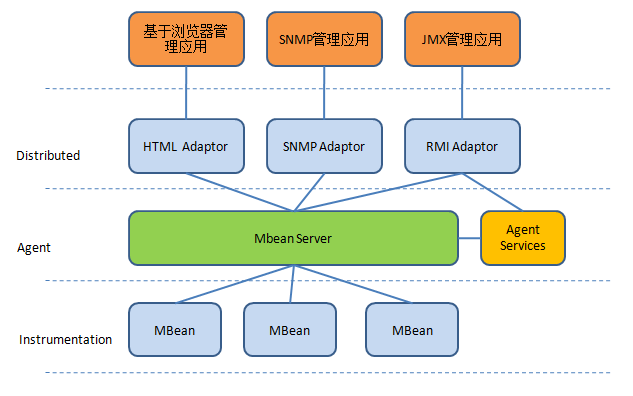 基于浏览器管
理应用
SNMP管理应用
JMX管理应用
Distributed
HTML Adaptor
SNMP Adaptor
RMI Adaptor
Agent
Mbean Server
Agent
Services
Instrumentation
MBean
MBean
MBean